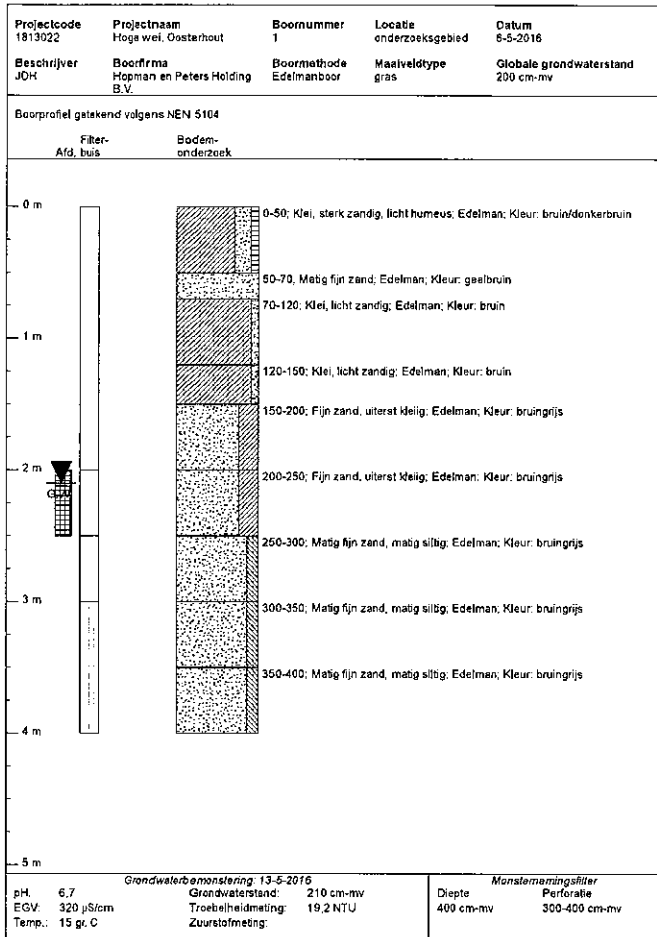 Projectcode Projectnaam Boornummer Locatie Datum
1813022 Hoge wei, Oosterhout 1 onderzoeksgebied 6-5-2016
Beschrijver Boorfirma Boormethode Maaiveldtype Globale grondwaterstand
JDH Hopman en Peters Holding B.V. Edelmanboor gras 200 cm-mv
Boorprofiel getekend volgens NEN 5104
Filter- Bodem-
Afd, buis onderzoek
0 m
0-50; Klei, sterk zandig, licht humeus; Edelman; Kleur: bruin/donkerbruin
50-70, Matig fijn zand; Edelman; Kleur: geelbruin
70-120; Klei, licht zandig; Edelman; Kleur: bruin
1 m
120-150; Klei, licht zandig; Edelman; Kleur: bruin
150-200; Fijn zand, uiterst kleiig; Edelman; Kleur: bruingrijs
2 m
200-250; Fijn zand, uiterst kleiig; Edelman; Kleur: bruingrijs
250-300; Matig fijn zand, matig siltig; Edelman; Kleur: bruingrijs
3 m
300-350; Matig fijn zand, matig siltig; Edelman; Kleur: bruingrijs
350-400; Matig fijn zand, matig siltig; Edelman; Kleur: bruingrijs
4 m
5 m
Grondwaterbemonstering: 13-5-2016 Monsternemingsfilter
pH. 6,7 Grondwaterstand: 210 cm-mv Diepte Perforatie
EGV: 320 µS/cm Troebelheidmeting: 19,2 NTU 400 cm-mv 300-400 cm-mv
Temp.: 15 gr. C Zuurstofmeting: